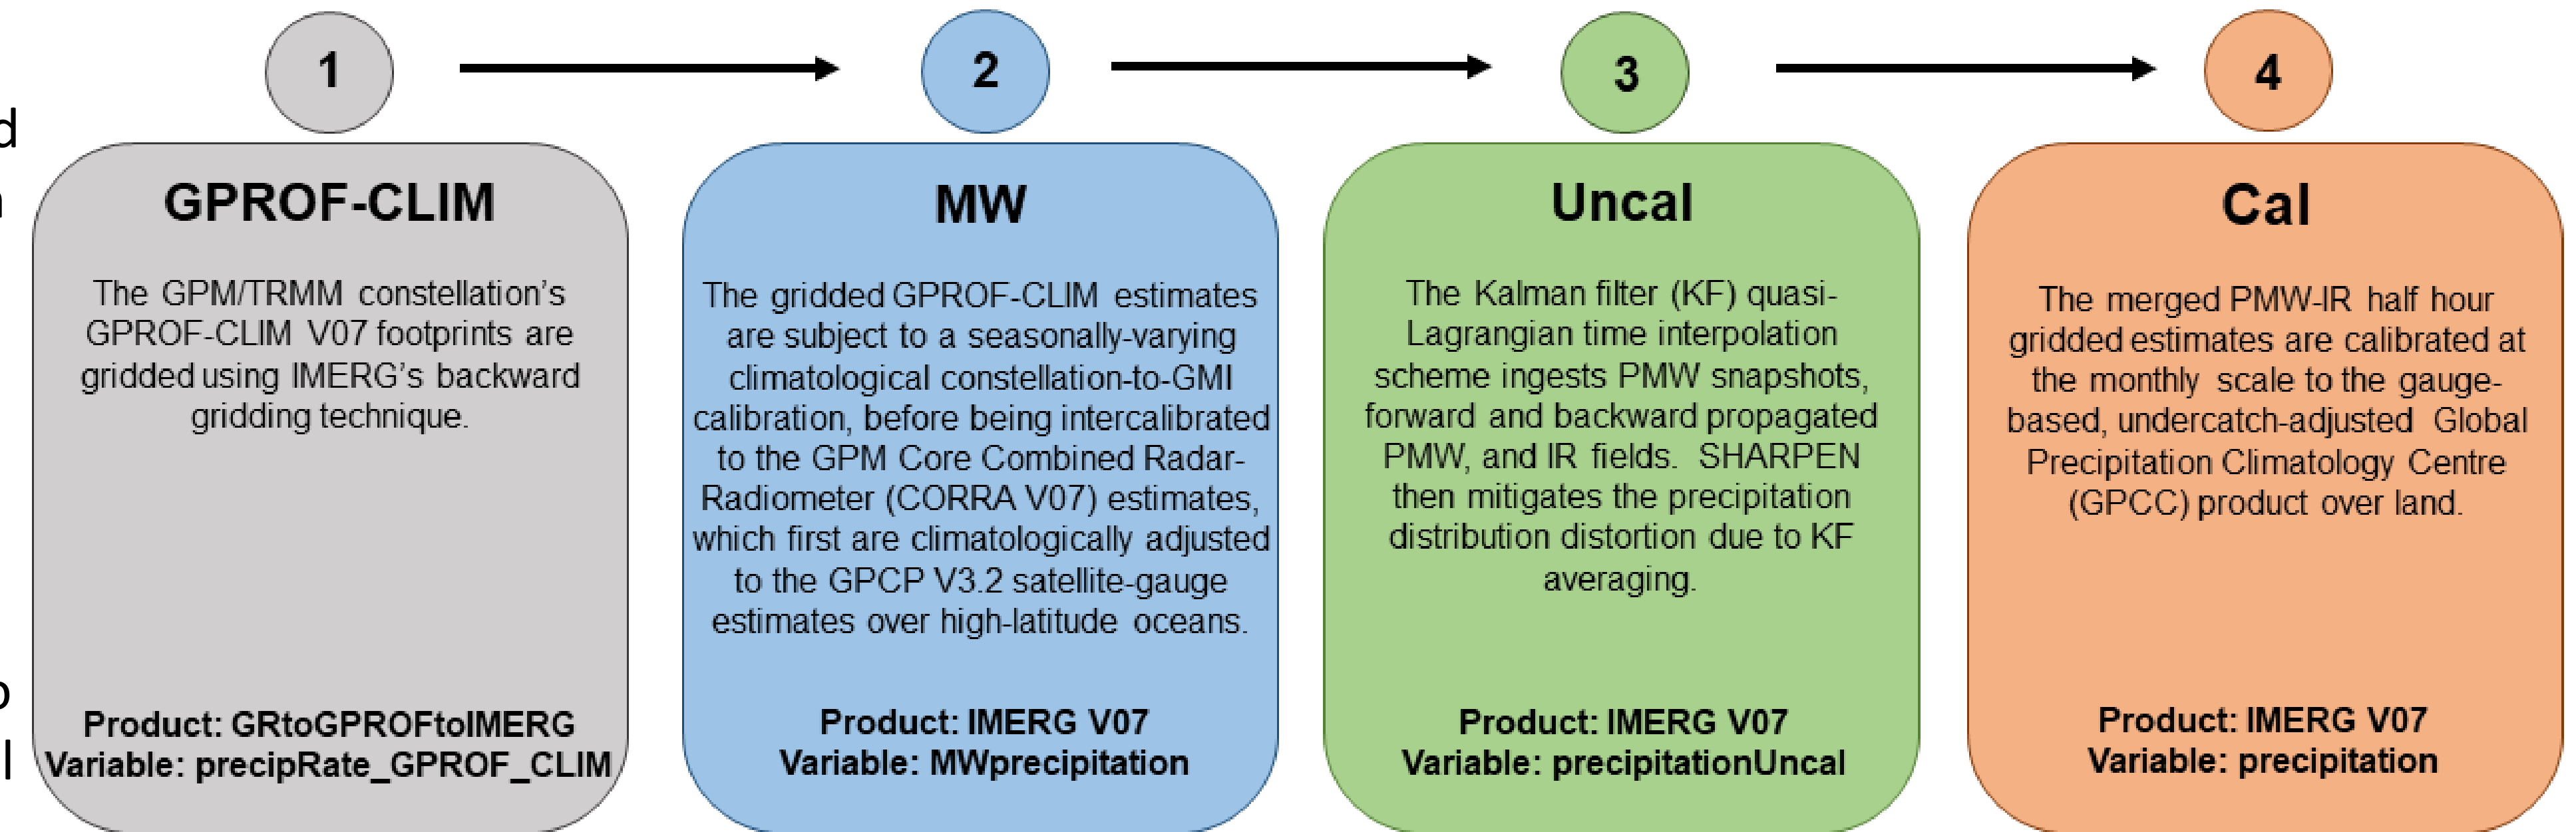 1
2
3
4
d
GPROF-CLIM
The GPM/TRMM constellation's
GPROF-CLIM V07 footprints are
gridded using IMERG's backward
gridding technique.
Product: GRtoGPROFtoIMERG
Variable: precipRate_GPROF_CLIM
MW
The gridded GPROF-CLIM estimates
are subject to a seasonally-varying
climatological constellation-to-GMI
calibration, before being intercalibrated
to the GPM Core Combined Radar-
Radiometer (CORRA V07) estimates,
which first are climatologically adjusted
to the GPCP V3.2 satellite-gauge
estimates over high-latitude oceans.
Product: IMERG V07
Variable: MWprecipitation
Uncal
The Kalman filter (KF) quasi-
Lagrangian time interpolation
scheme ingests PMW snapshots,
forward and backward propagated
PMW, and IR fields. SHARPEN
then mitigates the precipitation
distribution distortion due to KF
averaging.
Product: IMERG V07
Variable: precipitationUncal
Cal
The merged PMW-IR half hour
gridded estimates are calibrated at
the monthly scale to the gauge-
based, undercatch-adjusted Global
Precipitation Climatology Centre
(GPCC) product over land.
Product: IMERG V07
Variable: precipitation